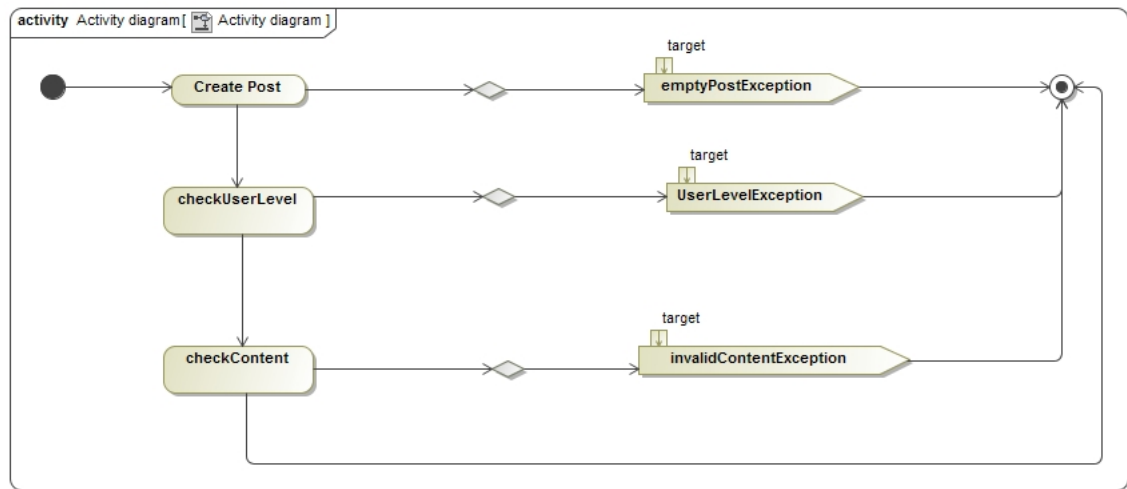 activity Activity diagram[ Activity diagram ]
target
Create Post
emptyPostException
target
checkUserLevel
UserLevelException
target
checkContent
invalidContentException